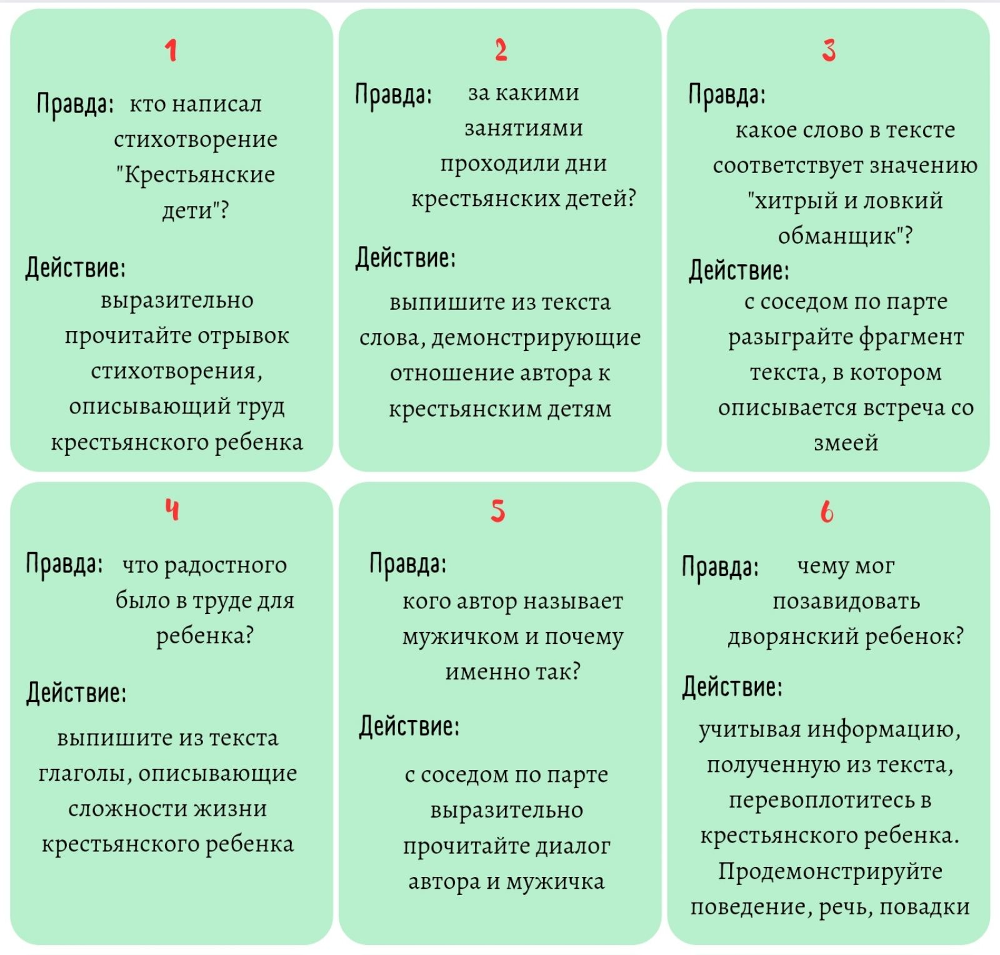 1
Правда: кто написал
стихотворение
"Крестьянские
дети"?
Действие:
выразительно
прочитайте отрывок
стихотворения,
описывающий труд
крестьянского ребенка
2
Правда: за какими
занятиями
проходили дни
крестьянских детей?
Действие:
выпишите из текста
слова, демонстрирующие
отношение автора к
крестьянским детям
3
Правда:
какое слово в тексте
соответствует значению
"хитрый и ловкий
обманщик"?
Действие:
с соседом по парте
разыграйте фрагмент
текста, в котором
описывается встреча со
змеей
4
Правда: что радостного
было в труде для
ребенка?
Действие:
выпишите из текста
глаголы, описывающие
сложности жизни
крестьянского ребенка
5
Правда:
кого автор называет
мужичком и почему
именно так?
Действие:
с соседом по парте
выразительно
прочитайте диалог
автора и мужичка
6
Правда: чему мог
позавидовать
дворянский ребенок?
Действие:
учитывая информацию,
полученную из текста,
перевоплотитесь в
крестьянского ребенка.
Продемонстрируйте
поведение, речь, повадки